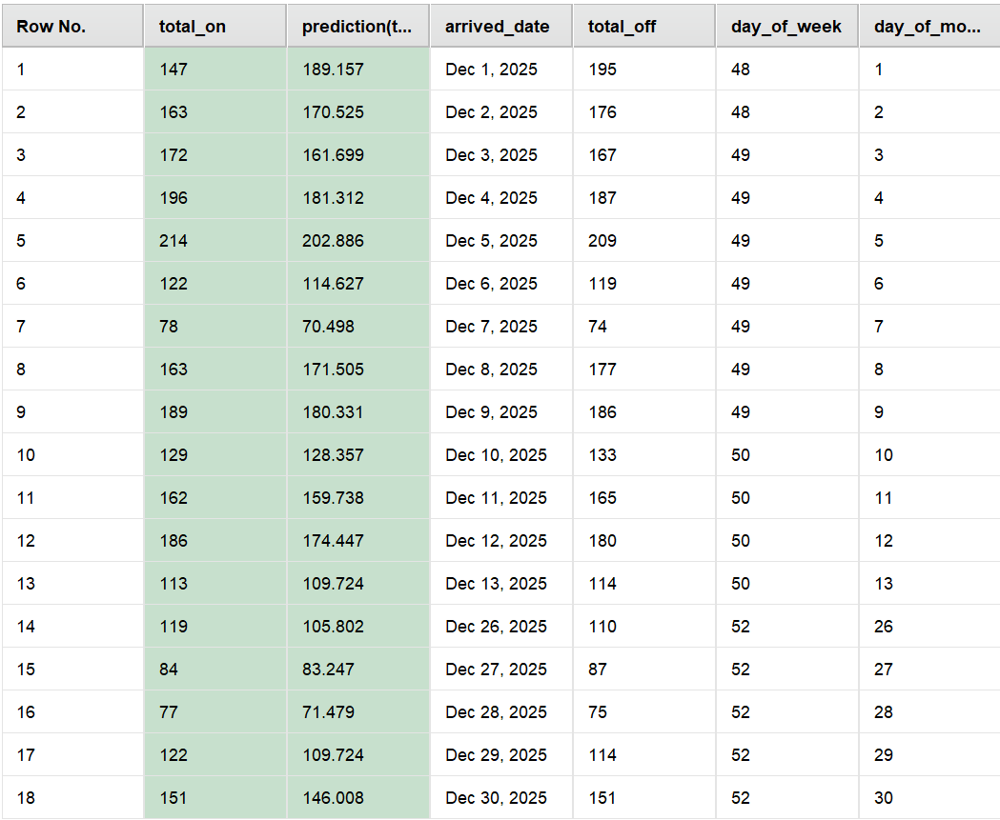 Row No. total_on prediction(t... arrived_date total_off day_of_week day_of_mo...
1 147 189.157 Dec 1, 2025 195 48 1
2 163 170.525 Dec 2, 2025 176 48 2
3 172 161.699 Dec 3, 2025 167 49 3
4 196 181.312 Dec 4, 2025 187 49 4
5 214 202.886 Dec 5, 2025 209 49 5
6 122 114.627 Dec 6, 2025 119 49 6
7 78 70.498 Dec 7, 2025 74 49 7
8 163 171.505 Dec 8, 2025 177 49 8
9 189 180.331 Dec 9, 2025 186 49 9
10 129 128.357 Dec 10, 2025 133 50 10
11 162 159.738 Dec 11, 2025 165 50 11
12 186 174.447 Dec 12, 2025 180 50 12
13 113 109.724 Dec 13, 2025 114 50 13
14 119 105.802 Dec 26, 2025 110 52 26
15 84 83.247 Dec 27, 2025 87 52 27
16 77 71.479 Dec 28, 2025 75 52 28
17 122 109.724 Dec 29, 2025 114 52 29
18 151 146.008 Dec 30, 2025 151 52 30